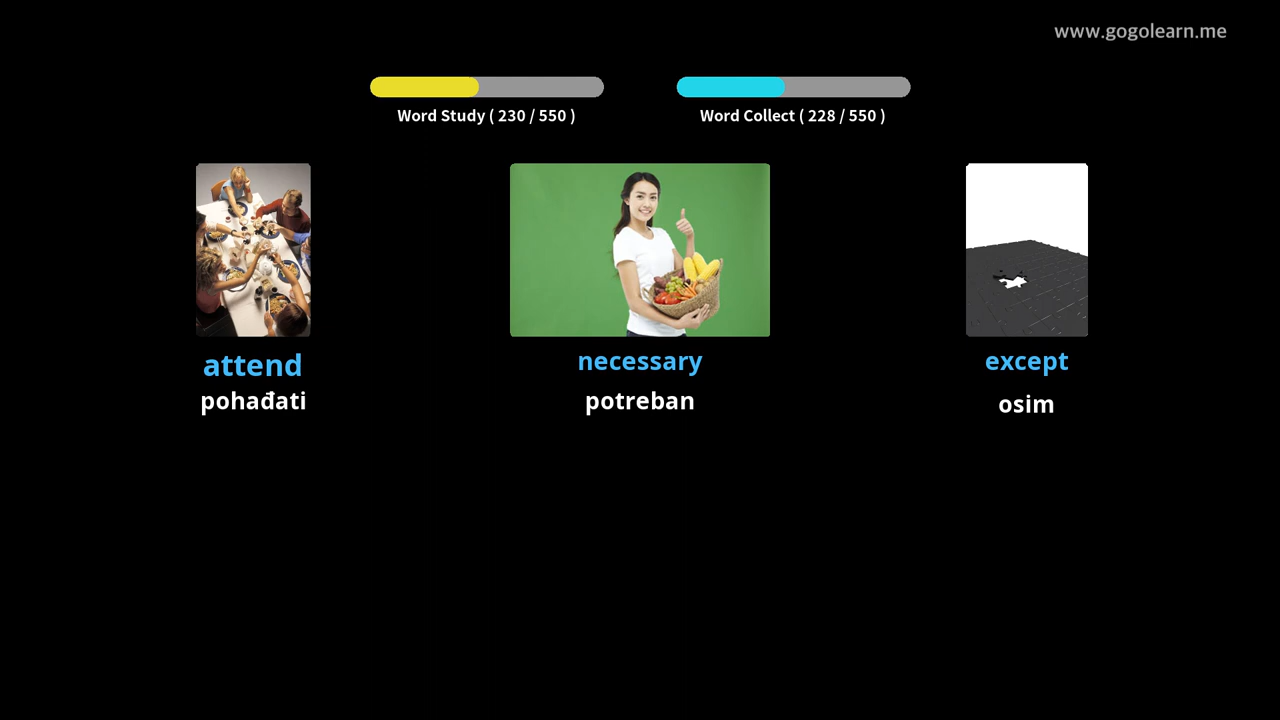 www.gogolearn.me
Word Study ( 230 / 550 )
Word Collect ( 228 / 550 )
attend
pohađati
necessary
potreban
except
osim